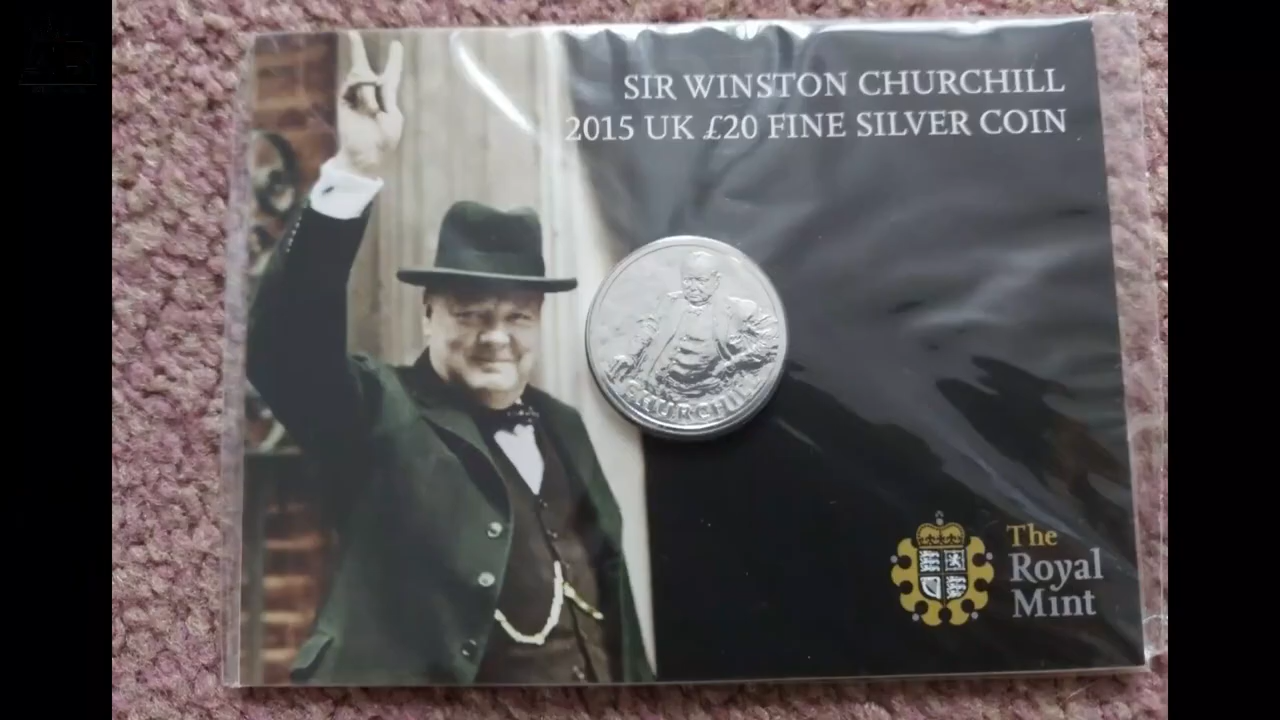 SIR WINSTON CHURCHILL
2015 UK £20 FINE SILVER COIN
CHURCHILL
The
Royal
Mint